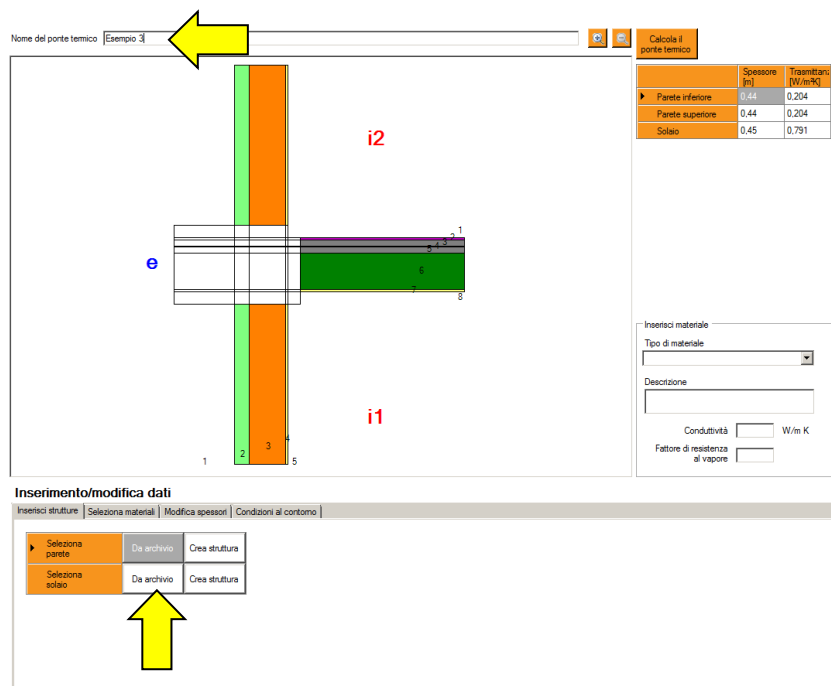 Nome del ponte termico Esempio 3
Calcola il
ponte termico
Spessore [m] Trasmittanz [W/m²K]
Parete inferiore 0,44 0,204
Parete superiore 0,44 0,204
Solaio 0,45 0,791
i2
1
2
3
4
5
e
6
7
8
i1
4
3
2
1
5
Inserisci materiale
Tipo di materiale
Descrizione
Conduttività W/m K
Fattore di resistenza
al vapore
Inserimento/modifica dati
Inserisci strutture Seleziona materiali Modifica spessori Condizioni al contorno
Seleziona
parete Da archivio Crea struttura
Seleziona
solaio Da archivio Crea struttura